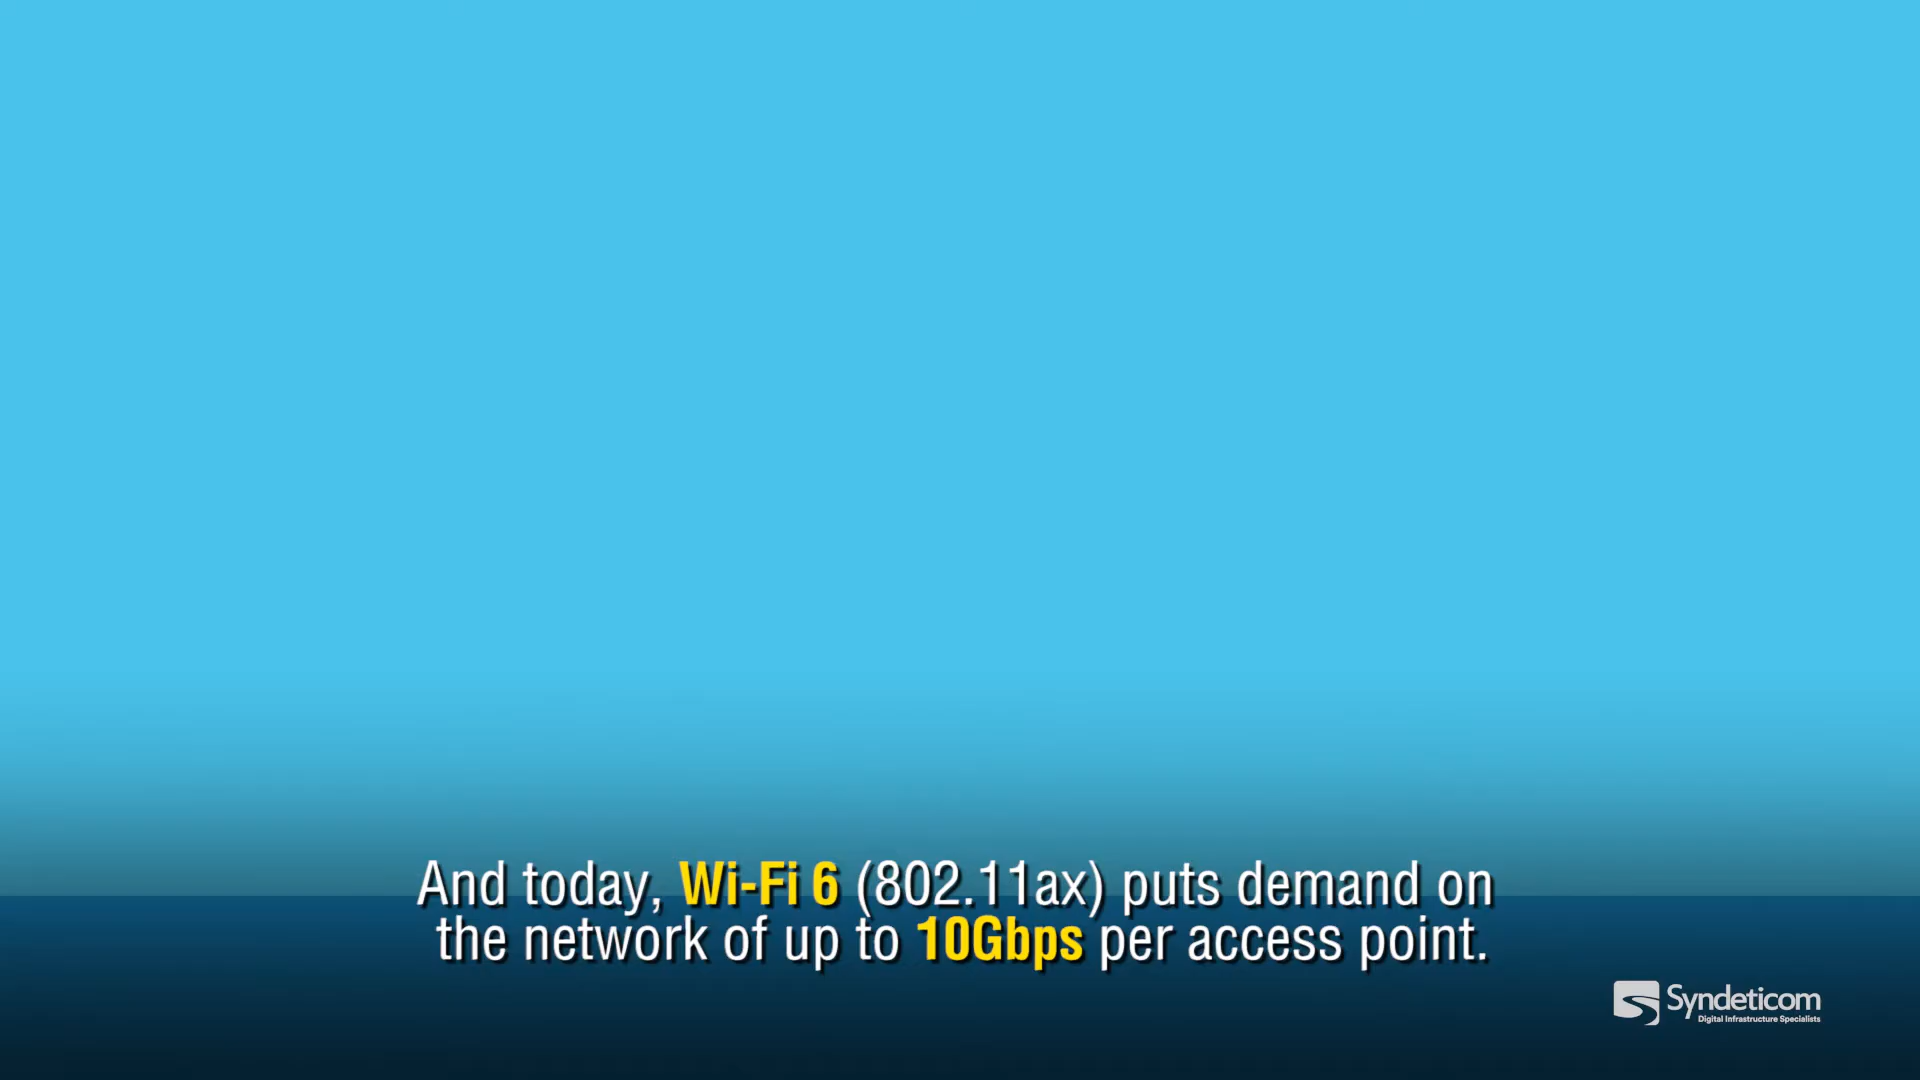 And today, Wi-Fi 6 (802.11ax) puts demand on
the network of up to 10Gbps per access point.
Syndeticom
Digital Infrastructure Specialists